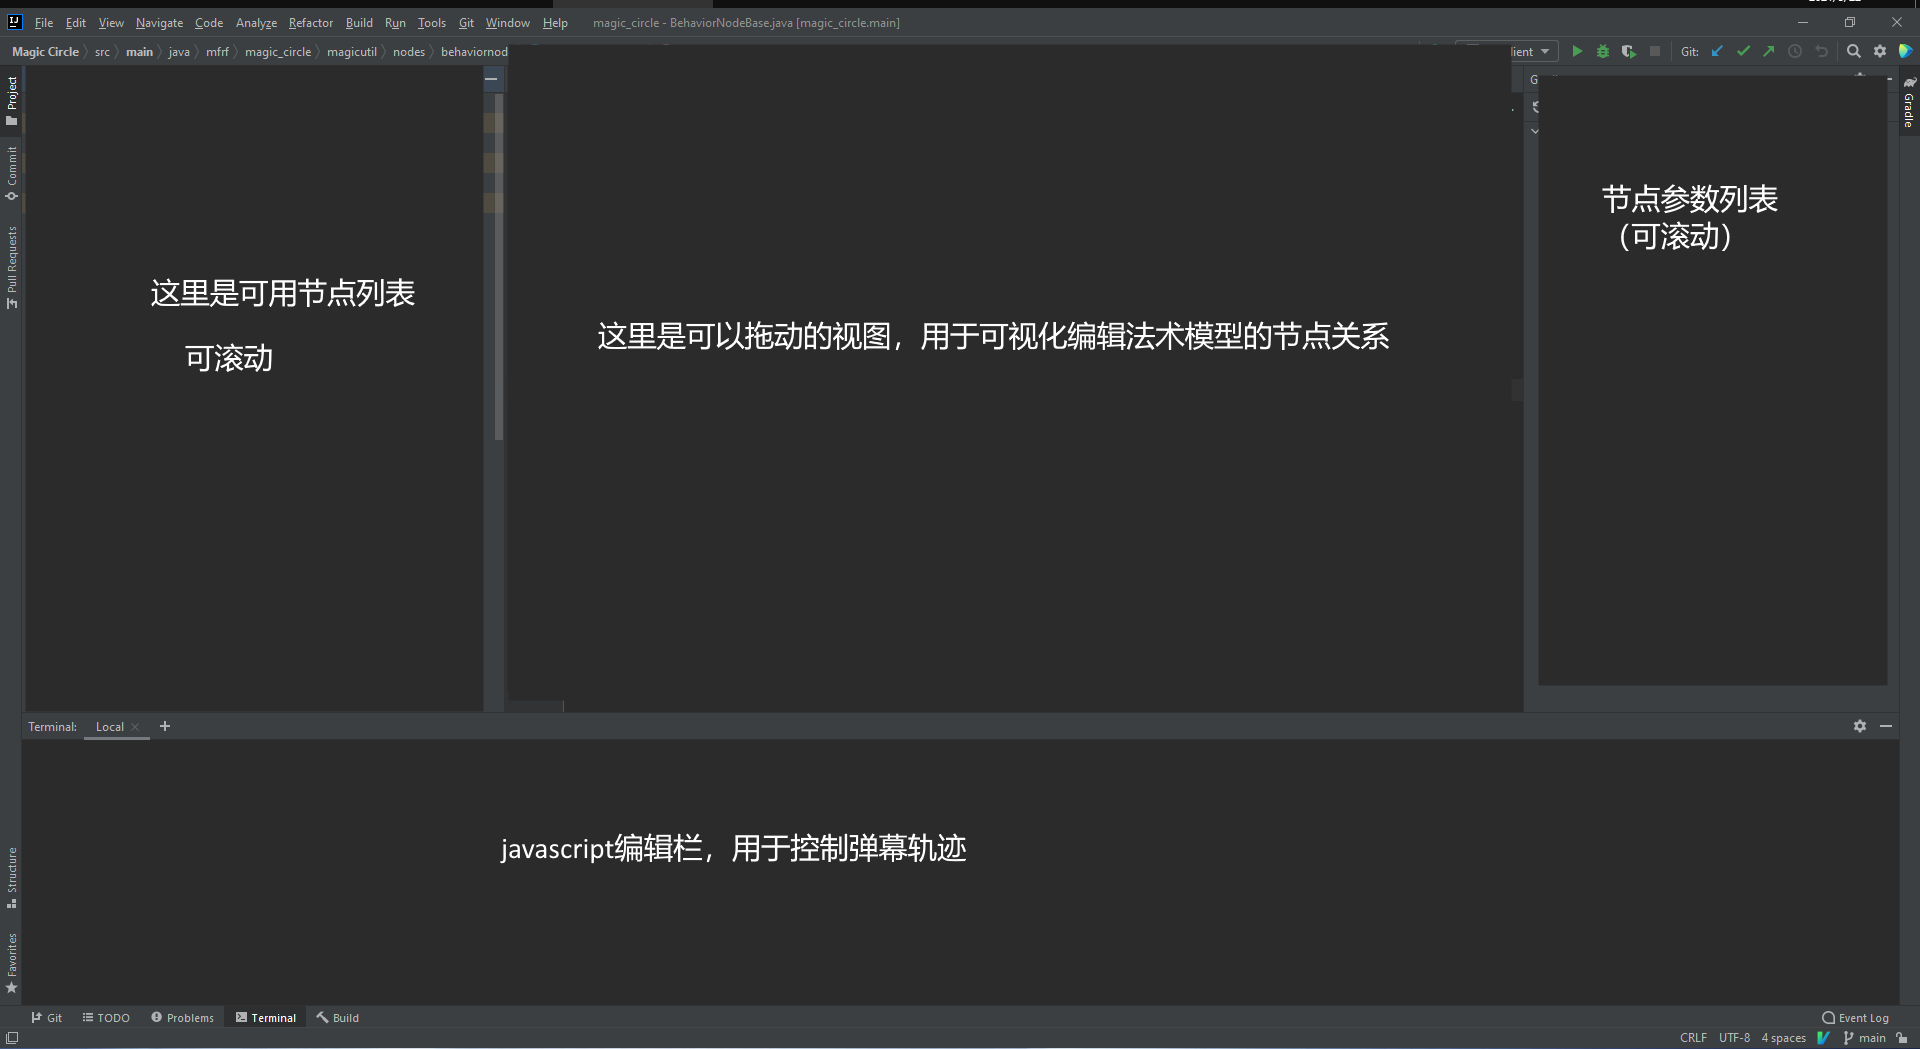 File Edit View Navigate Code Analyze Refactor Build Run Tools Git Window Help magic_circle - BehaviorNodeBase.java [magic_circle.main]
Magic Circle src main java mfrf magic_circle magicutil nodes behaviornod
Git:
Project
Commit
Pull Requests
Gradle
节点参数列表
（可滚动）
这里是可用节点列表
可滚动
这里是可以拖动的视图，用于可视化编辑法术模型的节点关系
Terminal: Local
javascript编辑栏，用于控制弹幕轨迹
Structure
Favorites
Git TODO Problems Terminal Build Event Log
CRLF UTF-8 4 spaces main